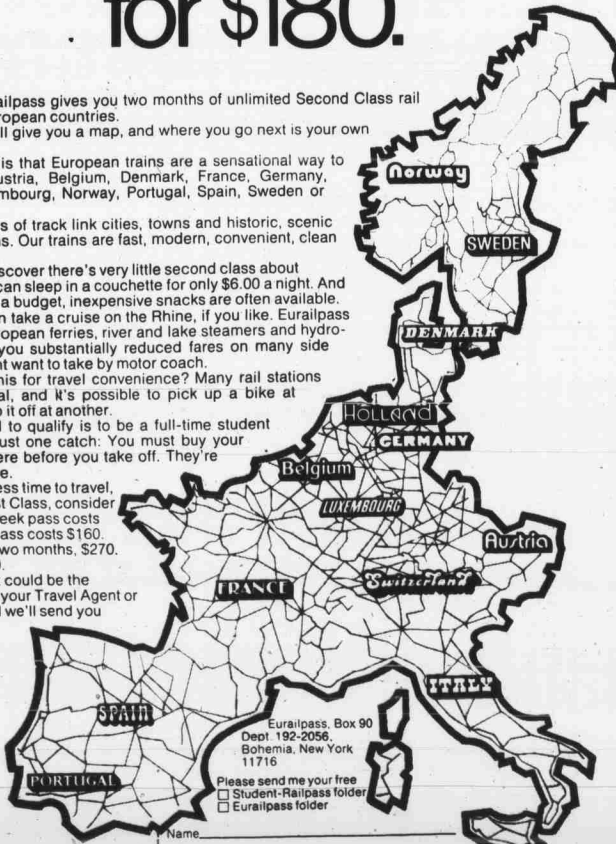 for $180.
ailpass gives you two months of unlimited Second Class rail
ropean countries.
ll give you a map, and where you go next is your own
is that European trains are a sensational way to
ustria, Belgium, Denmark, France, Germany,
mbourg, Norway, Portugal, Spain, Sweden or
rs of track link cities, towns and historic, scenic
s. Our trains are fast, modern, convenient, clean
scover there's very little second class about
can sleep in a couchette for only $6.00 a night. And
a budget, inexpensive snacks are often available.
n take a cruise on the Rhine, if you like. Eurailpass
opean ferries, river and lake steamers and hydro-
you substantially reduced fares on many side
ht want to take by motor coach.
his for travel convenience? Many rail stations
al, and it's possible to pick up a bike at
p it off at another.
d to qualify is to be a full-time student
ust one catch: You must buy your
ere before you take off. They're
e.
ess time to travel,
st Class, consider
eek pass costs
ass costs $160.
wo months, $270.
could be the
your Travel Agent or
d we'll send you
Norway
SWEDEN
DENMARK
HOLLAND
GERMANY
Belgium
LUXEMBOURG
Austria
FRANCE
Switzerland
ITALY
SPAIN
PORTUGAL
Eurailpass, Box 90
Dept. 192-2056,
Bohemia, New York
11716
Please send me your free
Student-Railpass folder
Eurailpass folder
Name